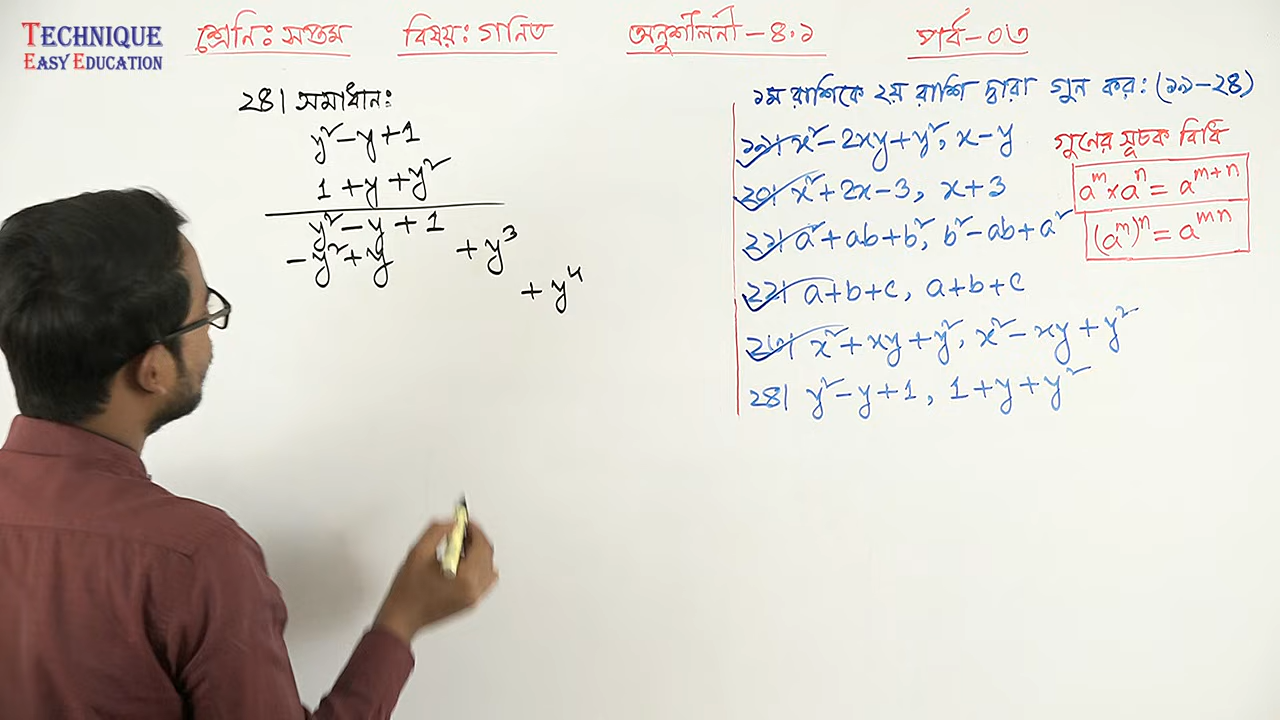 TECHNIQUE
EASY EDUCATION
শ্রেনিঃ সপ্তম বিষয়ঃ গনিত অনুশীলনী-৪.১ পার্ব-০৩
২৪। সমাধানঃ
y²-y+1
1+y+y²
y²-y+1
-y²+y +y³
+y⁴
১ম রাশিকে ২য় রাশি দ্বারা গুন কর: (১৯-২৪)
১৯। x²-2xy+y², x-y
২০। x²+2x-3, x+3
২১। a²+ab+b², b²-ab+a²
২২। a+b+c, a+b+c
২৩। x²+xy+y², x²-xy+y²
২৪। y²-y+1, 1+y+y²
গুনের সূচক বিধি
aᵐ×aⁿ=aᵐ⁺ⁿ
(aᵐ)ⁿ=aᵐⁿ